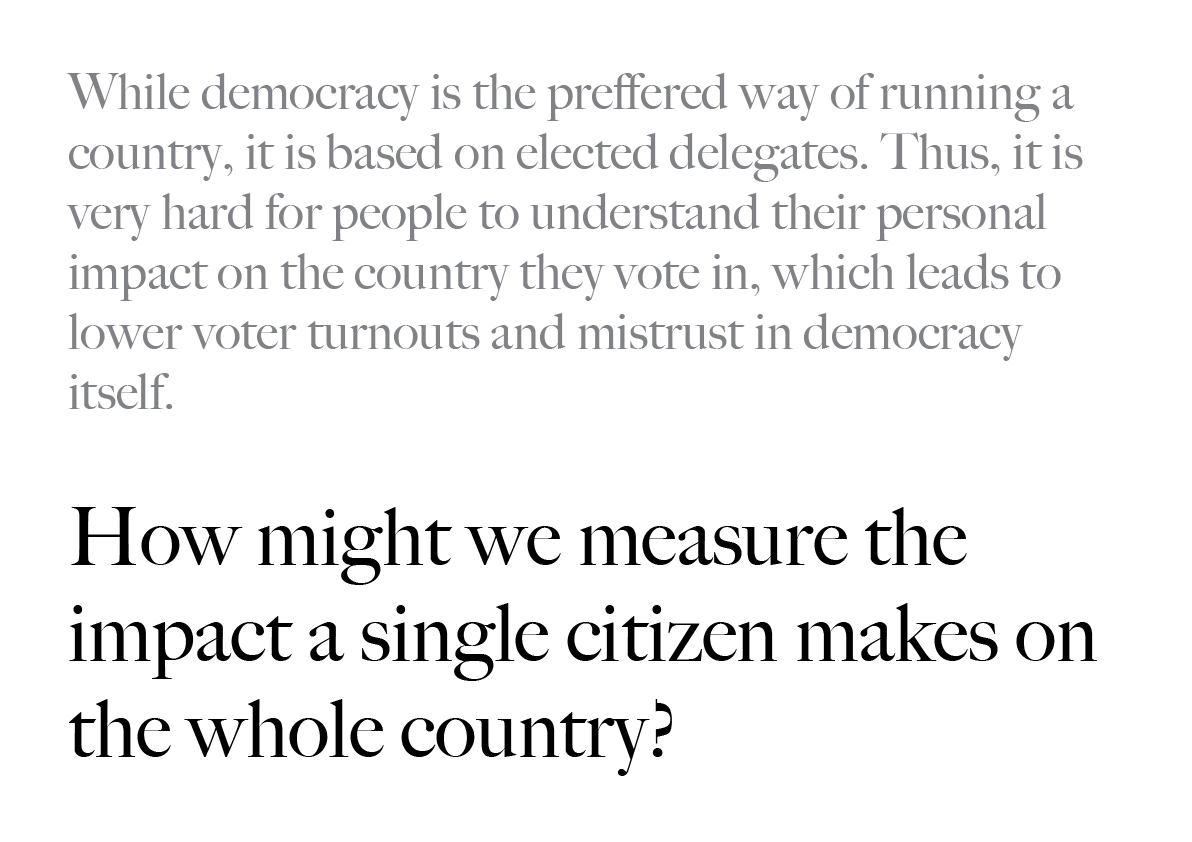 While democracy is the preffered way of running a
country, it is based on elected delegates. Thus, it is
very hard for people to understand their personal
impact on the country they vote in, which leads to
lower voter turnouts and mistrust in democracy
itself.
How might we measure the
impact a single citizen makes on
the whole country?